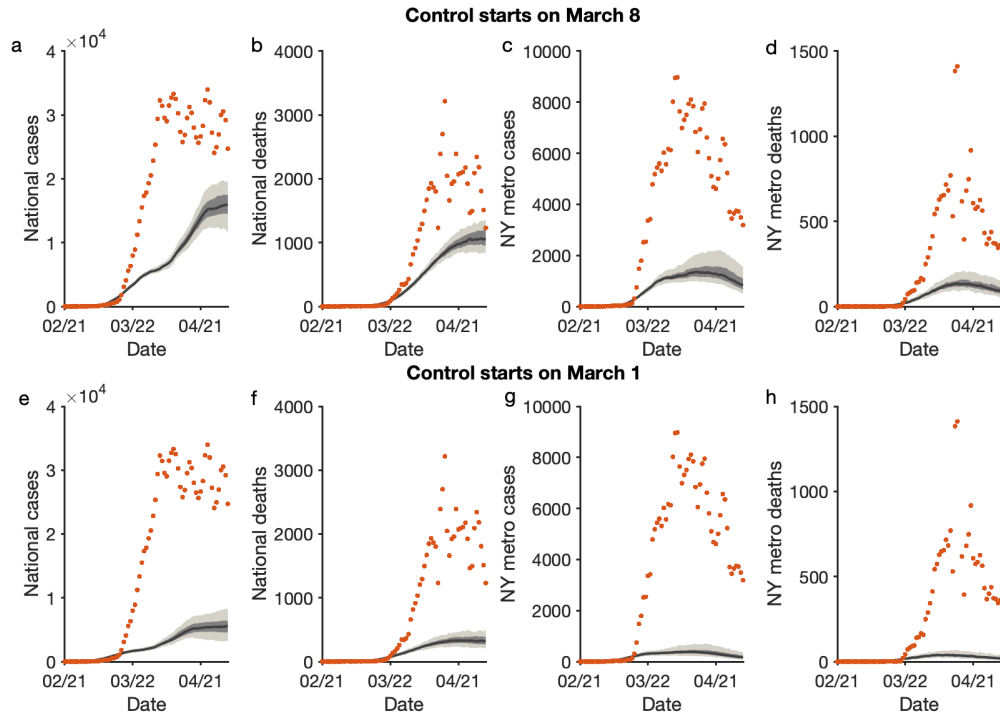 Control starts on March 8
a
b
c
d
×10⁴
4
3
2
1
0
National cases
02/21
03/22
04/21
Date
4000
3000
2000
1000
0
National deaths
02/21
03/22
04/21
Date
10000
8000
6000
4000
2000
0
NY metro cases
02/21
03/22
04/21
Date
1500
1000
500
0
NY metro deaths
02/21
03/22
04/21
Date
Control starts on March 1
e
f
g
h
×10⁴
4
3
2
1
0
National cases
02/21
03/22
04/21
Date
4000
3000
2000
1000
0
National deaths
02/21
03/22
04/21
Date
10000
8000
6000
4000
2000
0
NY metro cases
02/21
03/22
04/21
Date
1500
1000
500
0
NY metro deaths
02/21
03/22
04/21
Date